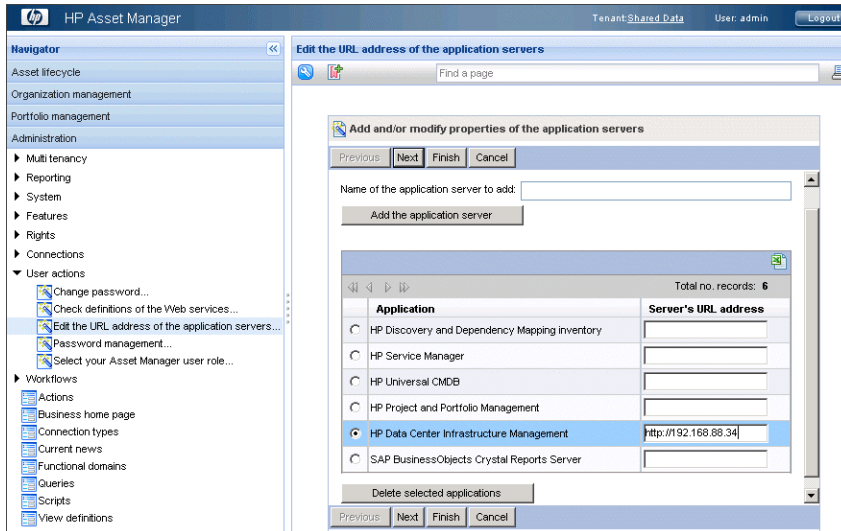 HP Asset Manager
Tenant:Shared Data User: admin Logout
Navigator
Asset lifecycle
Organization management
Portfolio management
Administration
Multi tenancy
Reporting
System
Features
Rights
Connections
User actions
Change password...
Check definitions of the Web services...
Edit the URL address of the application servers...
Password management...
Select your Asset Manager user role...
Workflows
Actions
Business home page
Connection types
Current news
Functional domains
Queries
Scripts
View definitions
Edit the URL address of the application servers
Find a page
Add and/or modify properties of the application servers
Previous Next Finish Cancel
Name of the application server to add:
Add the application server
Total no. records: 6
Application Server's URL address
HP Discovery and Dependency Mapping inventory
HP Service Manager
HP Universal CMDB
HP Project and Portfolio Management
HP Data Center Infrastructure Management http://192.168.88.34
SAP BusinessObjects Crystal Reports Server
Delete selected applications
Previous Next Finish Cancel